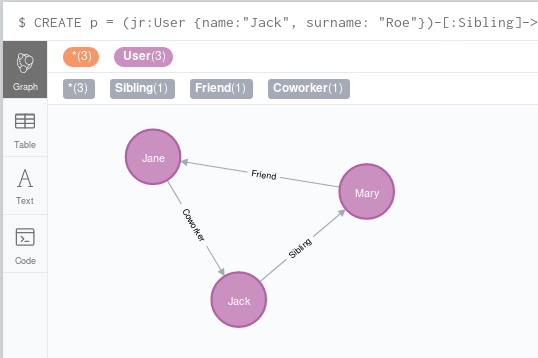 $ CREATE p = (jr:User {name:"Jack", surname: "Roe"})-[:Sibling]->
*(3) User(3)
Graph
*(3) Sibling(1) Friend(1) Coworker(1)
Table
Text
Code
Jane
Friend
Mary
Coworker
Sibling
Jack